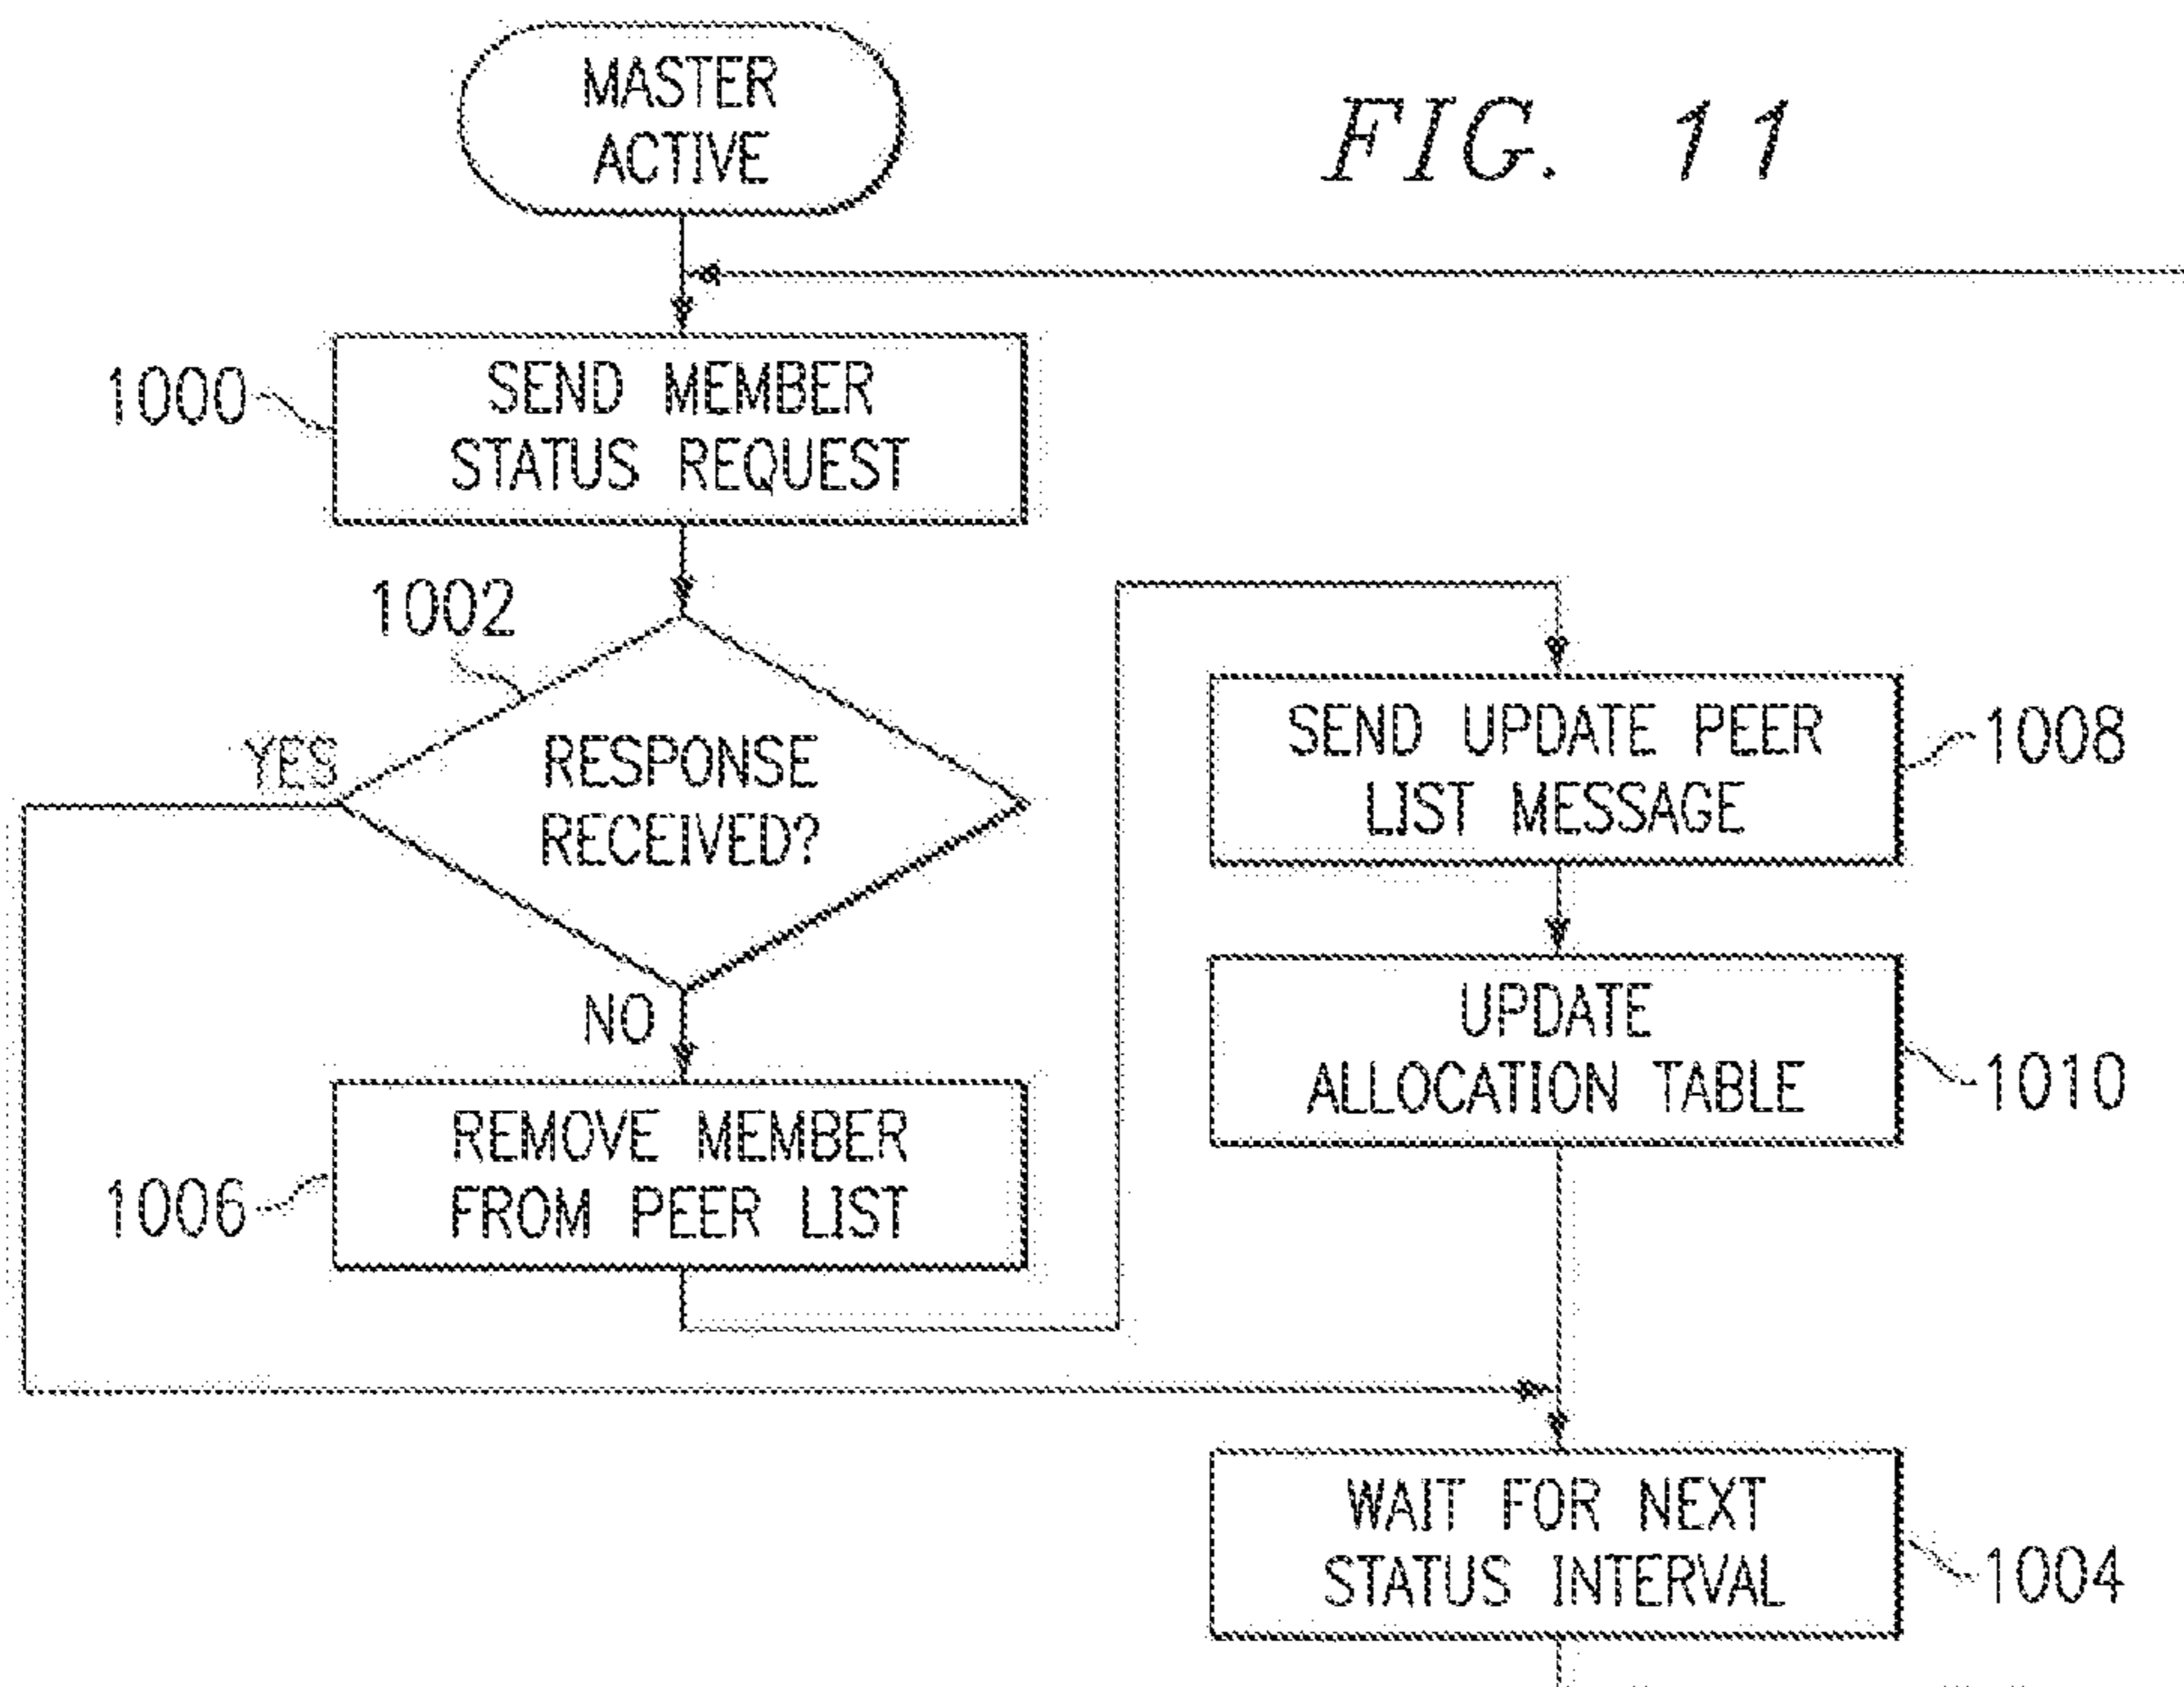 MASTER
ACTIVE
FIG. 11
1000
SEND MEMBER
STATUS REQUEST
1002
YES
RESPONSE
RECEIVED?
NO
1006
REMOVE MEMBER
FROM PEER LIST
SEND UPDATE PEER
LIST MESSAGE
1008
UPDATE
ALLOCATION TABLE
1010
WAIT FOR NEXT
STATUS INTERVAL
1004